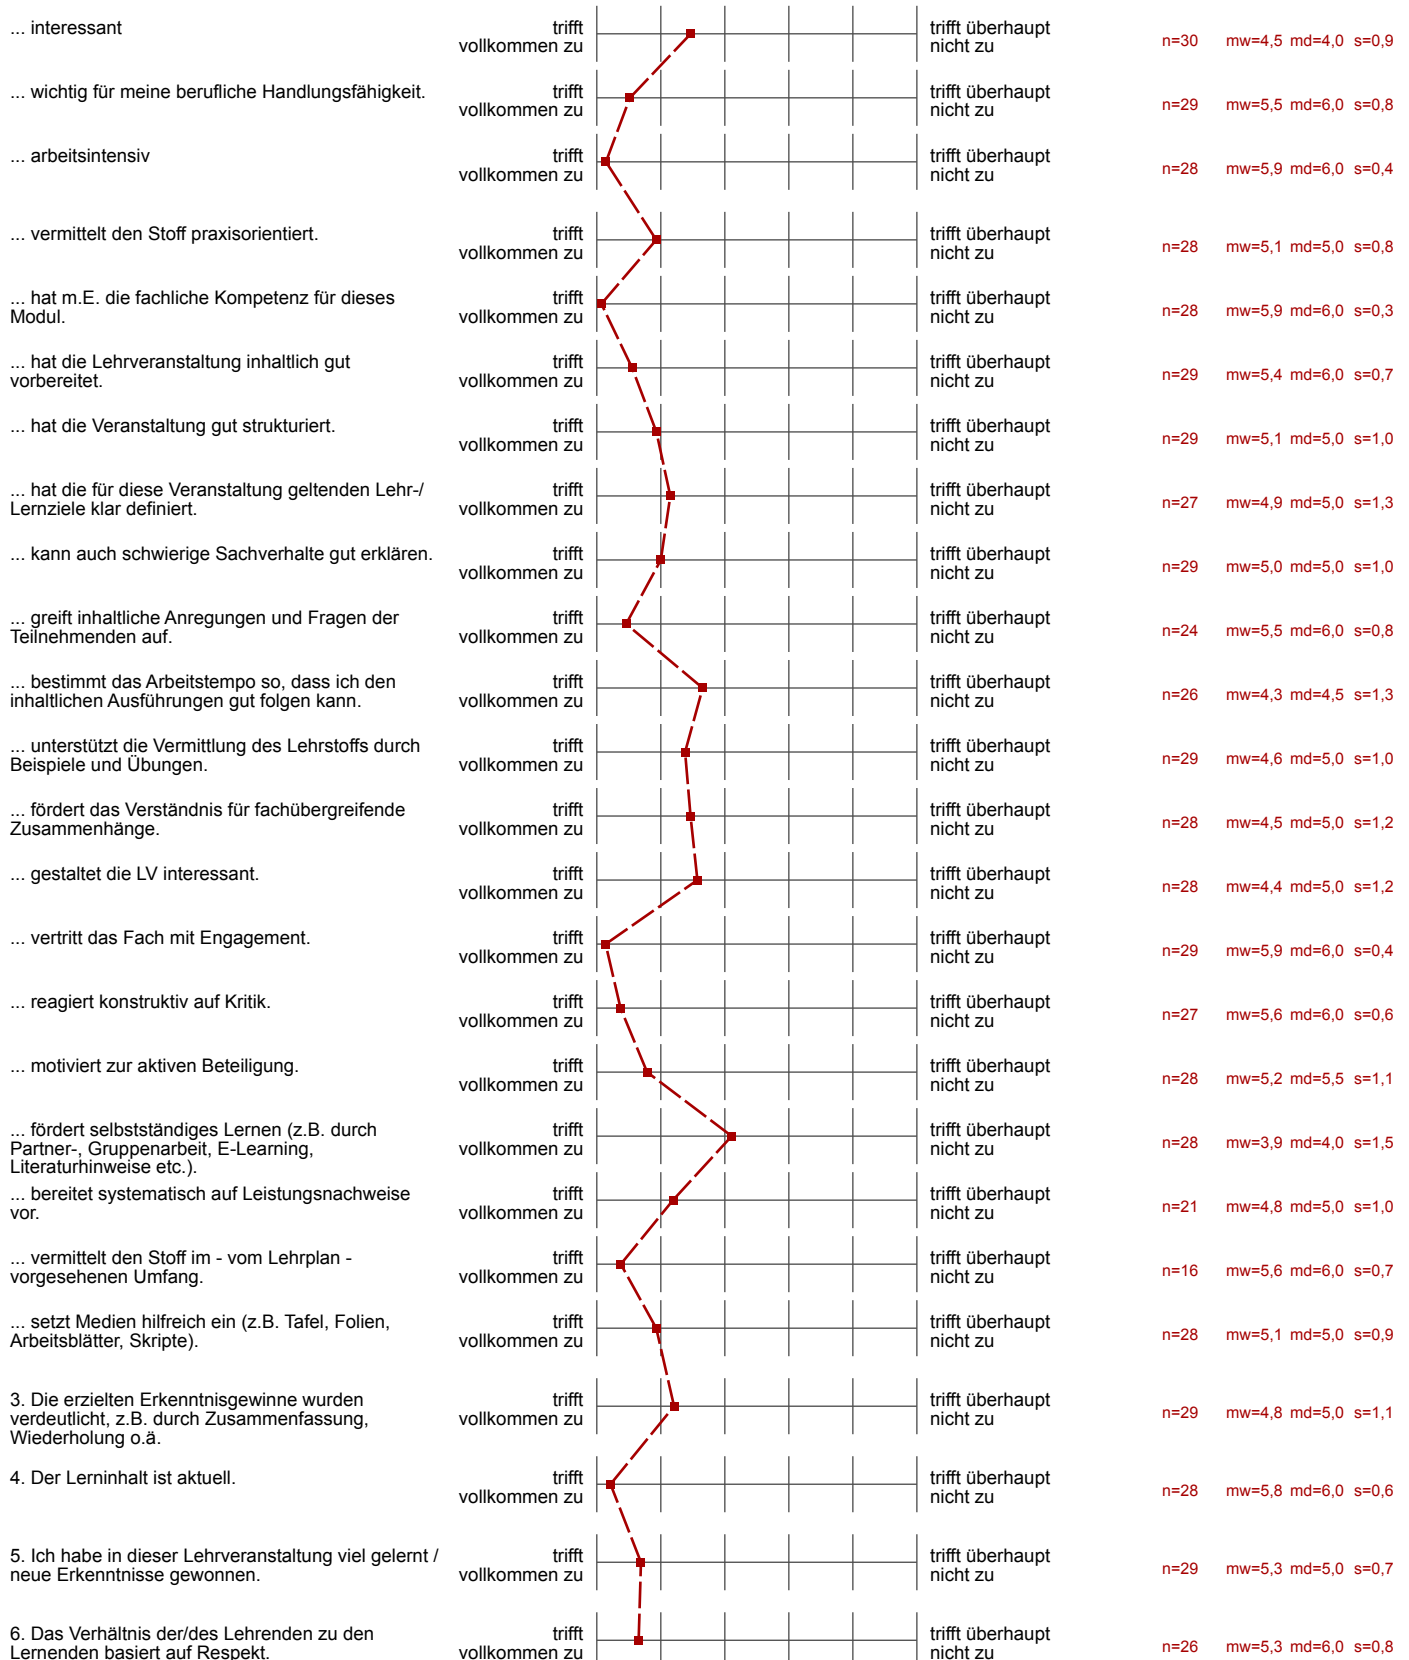 ... interessant
trifft
vollkommen zu
trifft überhaupt
nicht zu
n=30 mw=4,5 md=4,0 s=0,9
... wichtig für meine berufliche Handlungsfähigkeit.
trifft
vollkommen zu
trifft überhaupt
nicht zu
n=29 mw=5,5 md=6,0 s=0,8
... arbeitsintensiv
trifft
vollkommen zu
trifft überhaupt
nicht zu
n=28 mw=5,9 md=6,0 s=0,4
... vermittelt den Stoff praxisorientiert.
trifft
vollkommen zu
trifft überhaupt
nicht zu
n=28 mw=5,1 md=5,0 s=0,8
... hat m.E. die fachliche Kompetenz für dieses
Modul.
trifft
vollkommen zu
trifft überhaupt
nicht zu
n=28 mw=5,9 md=6,0 s=0,3
... hat die Lehrveranstaltung inhaltlich gut
vorbereitet.
trifft
vollkommen zu
trifft überhaupt
nicht zu
n=29 mw=5,4 md=6,0 s=0,7
... hat die Veranstaltung gut strukturiert.
trifft
vollkommen zu
trifft überhaupt
nicht zu
n=29 mw=5,1 md=5,0 s=1,0
... hat die für diese Veranstaltung geltenden Lehr-/
Lernziele klar definiert.
trifft
vollkommen zu
trifft überhaupt
nicht zu
n=27 mw=4,9 md=5,0 s=1,3
... kann auch schwierige Sachverhalte gut erklären.
trifft
vollkommen zu
trifft überhaupt
nicht zu
n=29 mw=5,0 md=5,0 s=1,0
... greift inhaltliche Anregungen und Fragen der
Teilnehmenden auf.
trifft
vollkommen zu
trifft überhaupt
nicht zu
n=24 mw=5,5 md=6,0 s=0,8
... bestimmt das Arbeitstempo so, dass ich den
inhaltlichen Ausführungen gut folgen kann.
trifft
vollkommen zu
trifft überhaupt
nicht zu
n=26 mw=4,3 md=4,5 s=1,3
... unterstützt die Vermittlung des Lehrstoffs durch
Beispiele und Übungen.
trifft
vollkommen zu
trifft überhaupt
nicht zu
n=29 mw=4,6 md=5,0 s=1,0
... fördert das Verständnis für fachübergreifende
Zusammenhänge.
trifft
vollkommen zu
trifft überhaupt
nicht zu
n=28 mw=4,5 md=5,0 s=1,2
... gestaltet die LV interessant.
trifft
vollkommen zu
trifft überhaupt
nicht zu
n=28 mw=4,4 md=5,0 s=1,2
... vertritt das Fach mit Engagement.
trifft
vollkommen zu
trifft überhaupt
nicht zu
n=29 mw=5,9 md=6,0 s=0,4
... reagiert konstruktiv auf Kritik.
trifft
vollkommen zu
trifft überhaupt
nicht zu
n=27 mw=5,6 md=6,0 s=0,6
... motiviert zur aktiven Beteiligung.
trifft
vollkommen zu
trifft überhaupt
nicht zu
n=28 mw=5,2 md=5,5 s=1,1
... fördert selbstständiges Lernen (z.B. durch
Partner-, Gruppenarbeit, E-Learning,
Literaturhinweise etc.).
trifft
vollkommen zu
trifft überhaupt
nicht zu
n=28 mw=3,9 md=4,0 s=1,5
... bereitet systematisch auf Leistungsnachweise
vor.
trifft
vollkommen zu
trifft überhaupt
nicht zu
n=21 mw=4,8 md=5,0 s=1,0
... vermittelt den Stoff im - vom Lehrplan -
vorgesehenen Umfang.
trifft
vollkommen zu
trifft überhaupt
nicht zu
n=16 mw=5,6 md=6,0 s=0,7
... setzt Medien hilfreich ein (z.B. Tafel, Folien,
Arbeitsblätter, Skripte).
trifft
vollkommen zu
trifft überhaupt
nicht zu
n=28 mw=5,1 md=5,0 s=0,9
3. Die erzielten Erkenntnisgewinne wurden
verdeutlicht, z.B. durch Zusammenfassung,
Wiederholung o.ä.
trifft
vollkommen zu
trifft überhaupt
nicht zu
n=29 mw=4,8 md=5,0 s=1,1
4. Der Lerninhalt ist aktuell.
trifft
vollkommen zu
trifft überhaupt
nicht zu
n=28 mw=5,8 md=6,0 s=0,6
5. Ich habe in dieser Lehrveranstaltung viel gelernt /
neue Erkenntnisse gewonnen.
trifft
vollkommen zu
trifft überhaupt
nicht zu
n=29 mw=5,3 md=5,0 s=0,7
6. Das Verhältnis der/des Lehrenden zu den
Lernenden basiert auf Respekt.
trifft
vollkommen zu
trifft überhaupt
nicht zu
n=26 mw=5,3 md=6,0 s=0,8